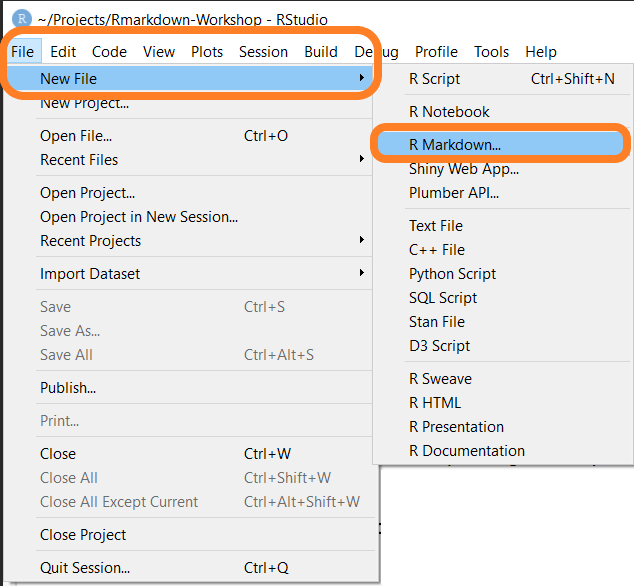 R ~/Projects/Rmarkdown-Workshop - RStudio
File Edit Code View Plots Session Build Debug Profile Tools Help
New File
New Project...
Open File... Ctrl+O
Recent Files
Open Project...
Open Project in New Session...
Recent Projects
Import Dataset
Save Ctrl+S
Save As...
Save All Ctrl+Alt+S
Publish...
Print...
Close Ctrl+W
Close All Ctrl+Shift+W
Close All Except Current Ctrl+Alt+Shift+W
Close Project
Quit Session... Ctrl+Q
R Script Ctrl+Shift+N
R Notebook
R Markdown...
Shiny Web App...
Plumber API...
Text File
C++ File
Python Script
SQL Script
Stan File
D3 Script
R Sweave
R HTML
R Presentation
R Documentation